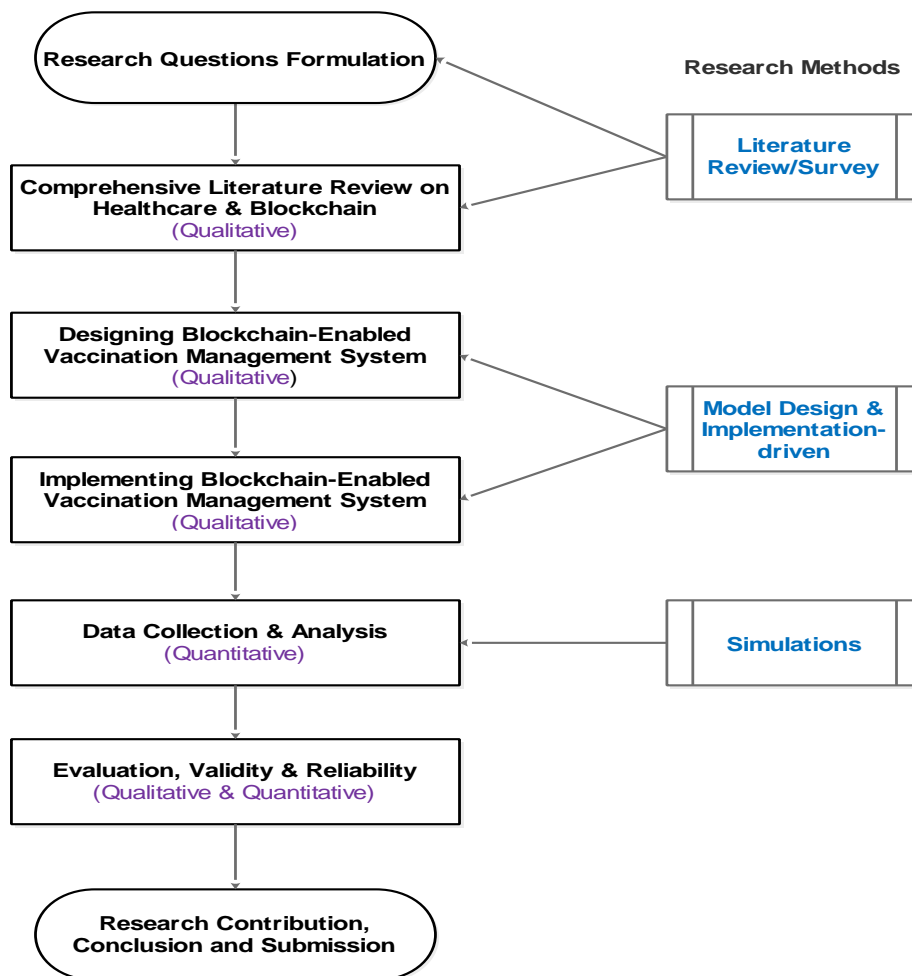 Research Questions Formulation
Research Methods
Literature
Review/Survey
Comprehensive Literature Review on
Healthcare & Blockchain
(Qualitative)
Designing Blockchain-Enabled
Vaccination Management System
(Qualitative)
Model Design &
Implementation-
driven
Implementing Blockchain-Enabled
Vaccination Management System
(Qualitative)
Data Collection & Analysis
(Quantitative)
Simulations
Evaluation, Validity & Reliability
(Qualitative & Quantitative)
Research Contribution,
Conclusion and Submission